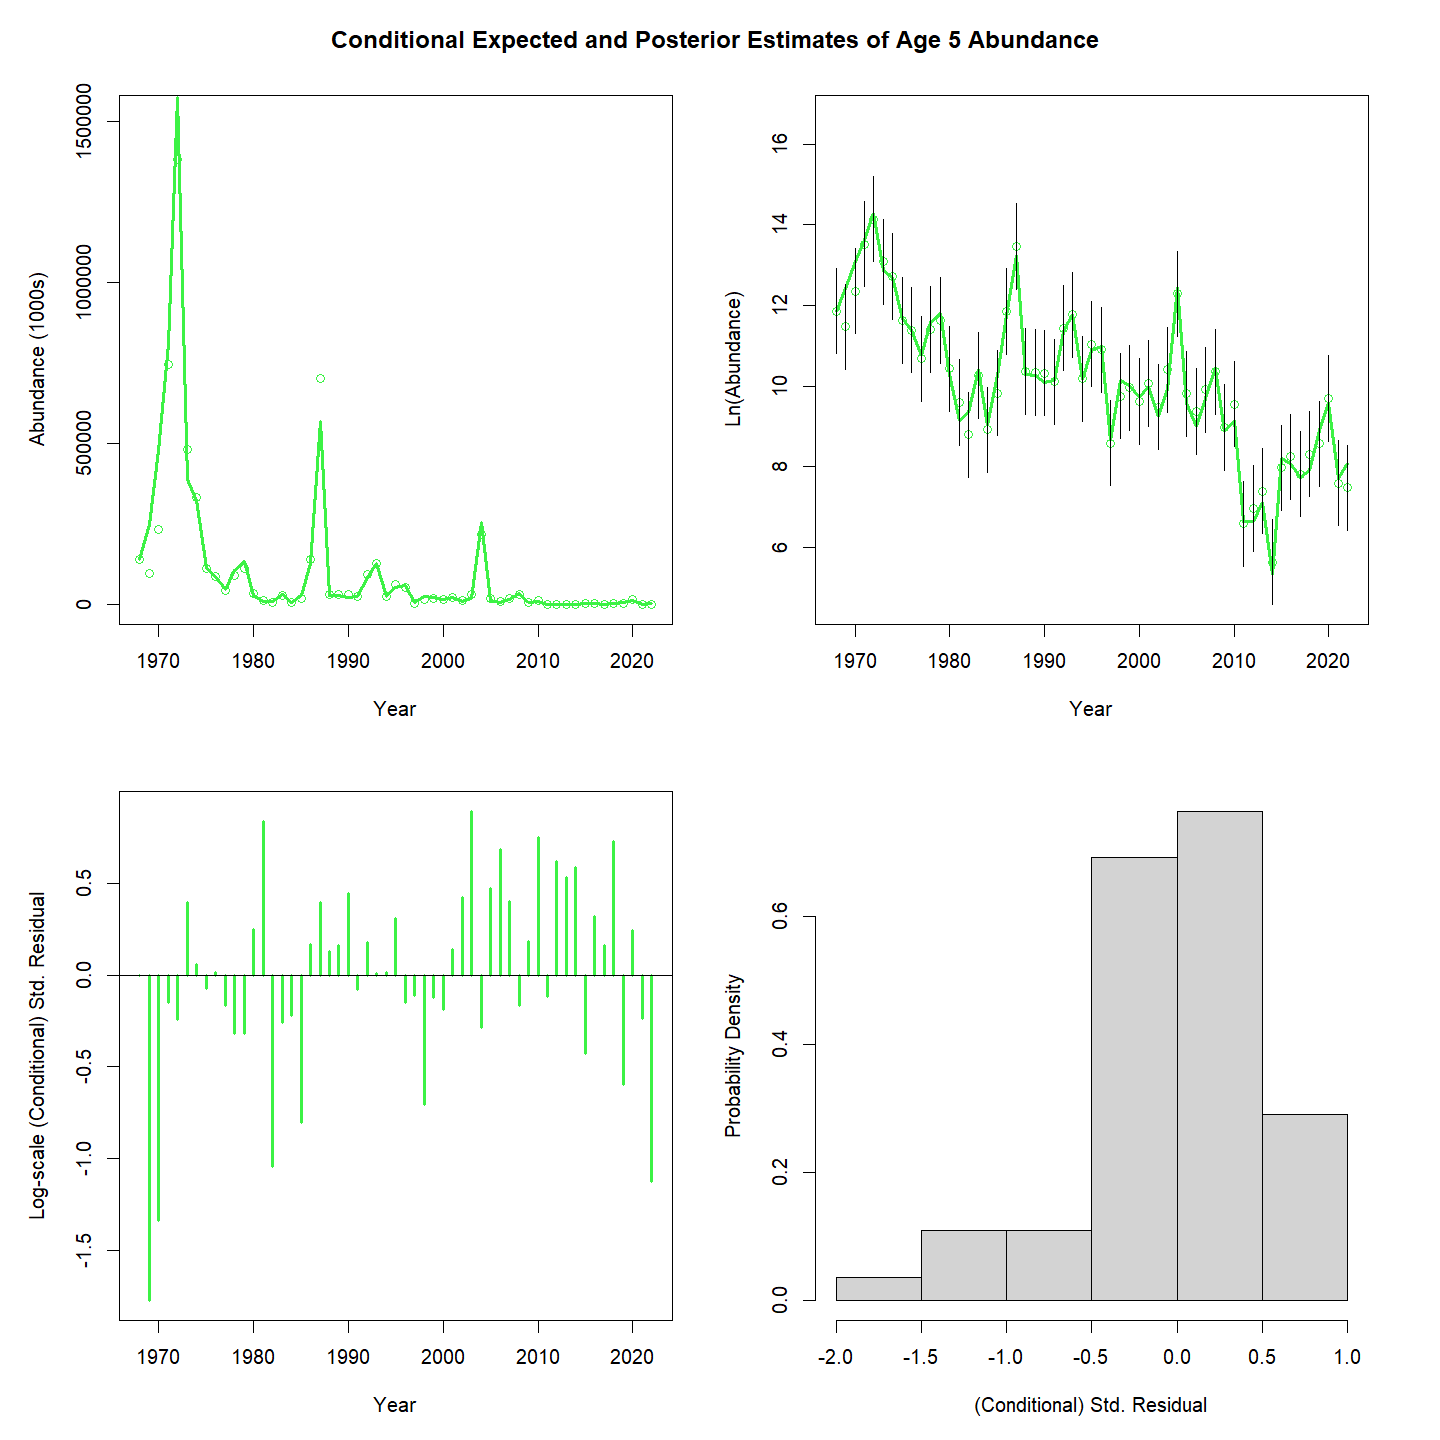 Conditional Expected and Posterior Estimates of Age 5 Abundance
Abundance (1000s)
0 500000 1000000 1500000
1970 1980 1990 2000 2010 2020
Year
Ln(Abundance)
6 8 10 12 14 16
1970 1980 1990 2000 2010 2020
Year
Log-scale (Conditional) Std. Residual
-1.5 -1.0 -0.5 0.0 0.5
1970 1980 1990 2000 2010 2020
Year
Probability Density
0.0 0.2 0.4 0.6
-2.0 -1.5 -1.0 -0.5 0.0 0.5 1.0
(Conditional) Std. Residual